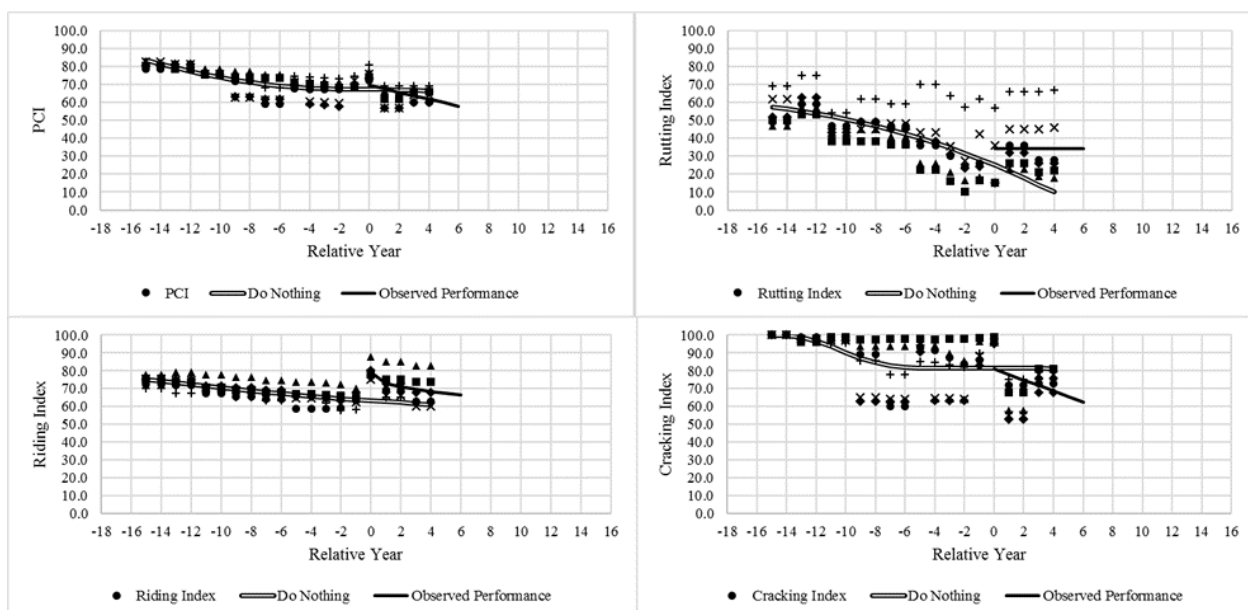 PCI
100.0
90.0
80.0
70.0
60.0
50.0
40.0
30.0
20.0
10.0
0.0
-18 -16 -14 -12 -10 -8 -6 -4 -2 0 2 4 6 8 10 12 14 16
Relative Year
PCI Do Nothing Observed Performance
Rutting Index
100.0
90.0
80.0
70.0
60.0
50.0
40.0
30.0
20.0
10.0
0.0
-18 -16 -14 -12 -10 -8 -6 -4 -2 0 2 4 6 8 10 12 14 16
Relative Year
Rutting Index Do Nothing Observed Performance
Riding Index
100.0
90.0
80.0
70.0
60.0
50.0
40.0
30.0
20.0
10.0
0.0
-18 -16 -14 -12 -10 -8 -6 -4 -2 0 2 4 6 8 10 12 14 16
Relative Year
Riding Index Do Nothing Observed Performance
Cracking Index
100.0
90.0
80.0
70.0
60.0
50.0
40.0
30.0
20.0
10.0
0.0
-18 -16 -14 -12 -10 -8 -6 -4 -2 0 2 4 6 8 10 12 14 16
Relative Year
Cracking Index Do Nothing Observed Performance